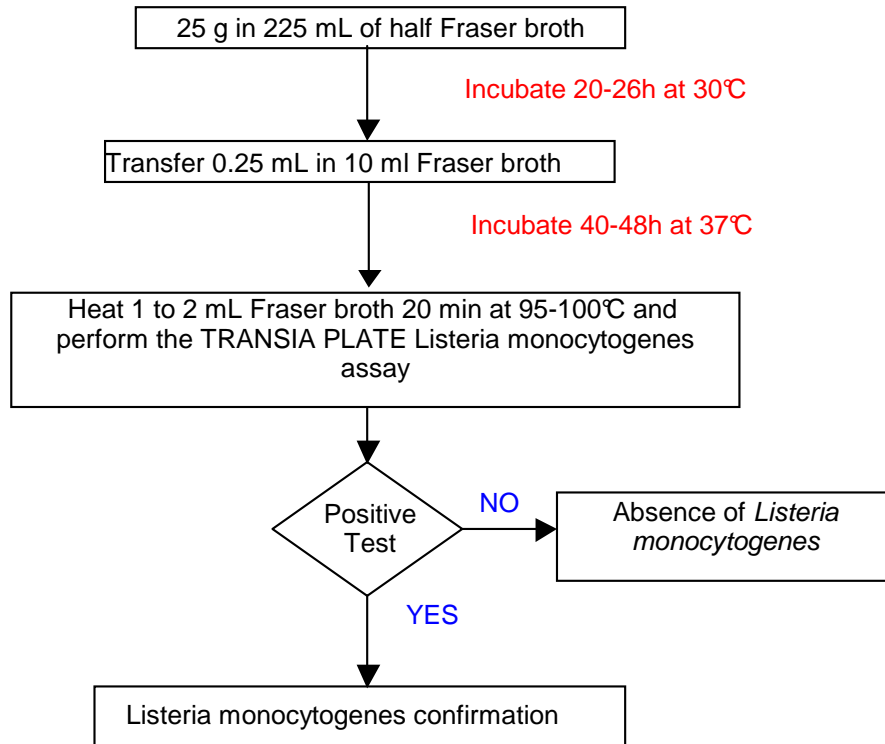 25 g in 225 mL of half Fraser broth
Incubate 20-26h at 30°C
Transfer 0.25 mL in 10 ml Fraser broth
Incubate 40-48h at 37°C
Heat 1 to 2 mL Fraser broth 20 min at 95-100°C and
perform the TRANSIA PLATE Listeria monocytogenes
assay
Positive
Test
NO
Absence of Listeria
monocytogenes
YES
Listeria monocytogenes confirmation